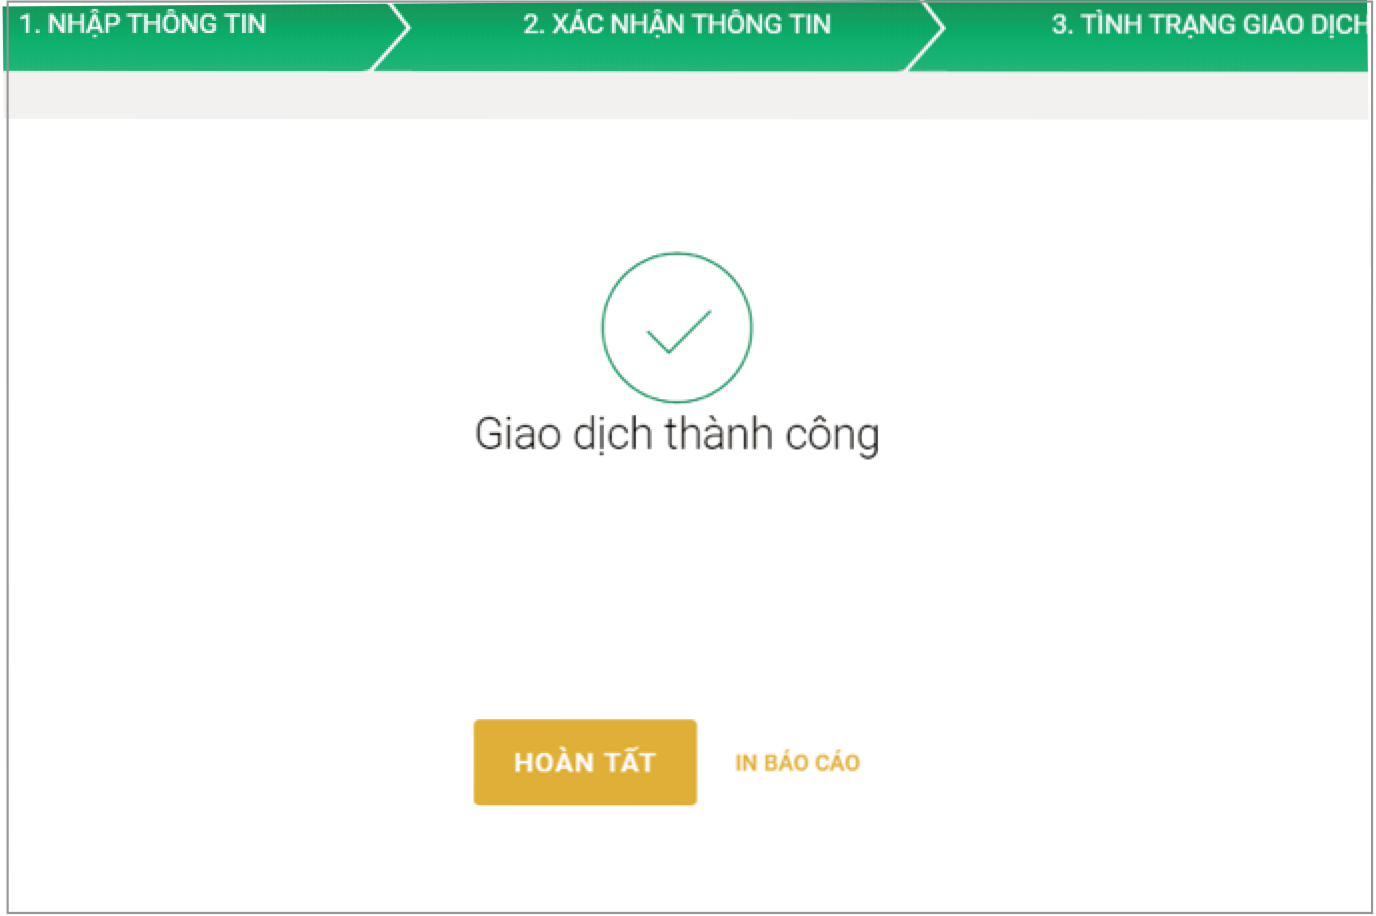 1. NHẬP THÔNG TIN
2. XÁC NHẬN THÔNG TIN
3. TÌNH TRẠNG GIAO DỊCH
Giao dịch thành công
HOÀN TẤT
IN BÁO CÁO